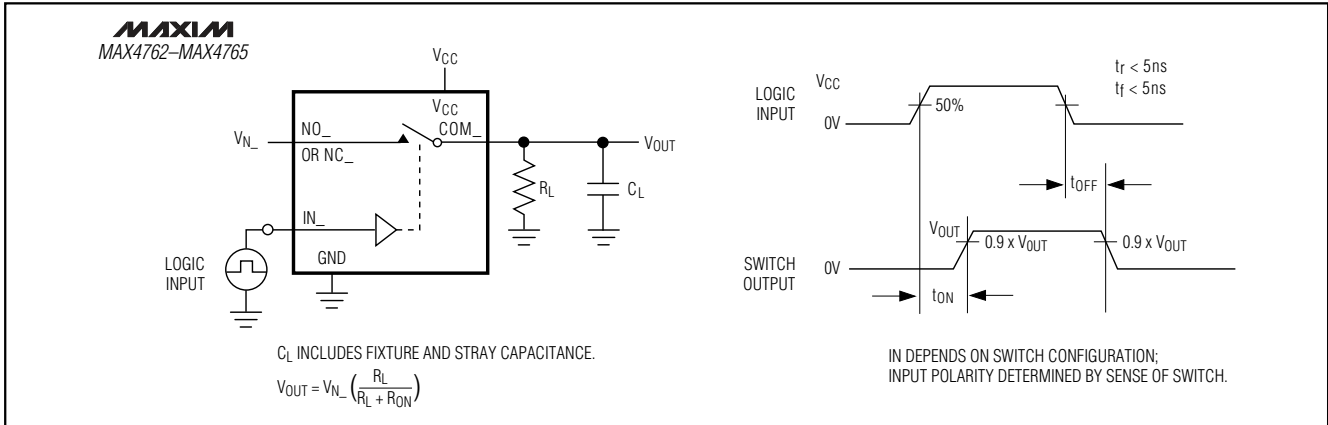 MAXIM
MAX4762–MAX4765
VCC
VCC
NO_
COM_
VN_
OR NC_
VOUT
RL
CL
IN_
LOGIC
INPUT
GND
CL INCLUDES FIXTURE AND STRAY CAPACITANCE.
VOUT = VN_ (RL / RL + RON)
tr < 5ns
tf < 5ns
LOGIC
INPUT
VCC
50%
0V
tOFF
SWITCH
OUTPUT
VOUT
0.9 x VOUT
0.9 x VOUT
0V
tON
IN DEPENDS ON SWITCH CONFIGURATION;
INPUT POLARITY DETERMINED BY SENSE OF SWITCH.